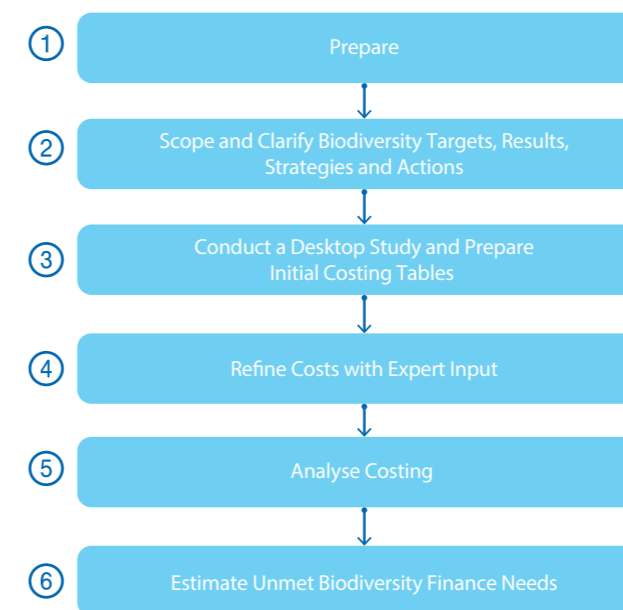 1 Prepare
2 Scope and Clarify Biodiversity Targets, Results,
Strategies and Actions
3 Conduct a Desktop Study and Prepare
Initial Costing Tables
4 Refine Costs with Expert Input
5 Analyse Costing
6 Estimate Unmet Biodiversity Finance Needs